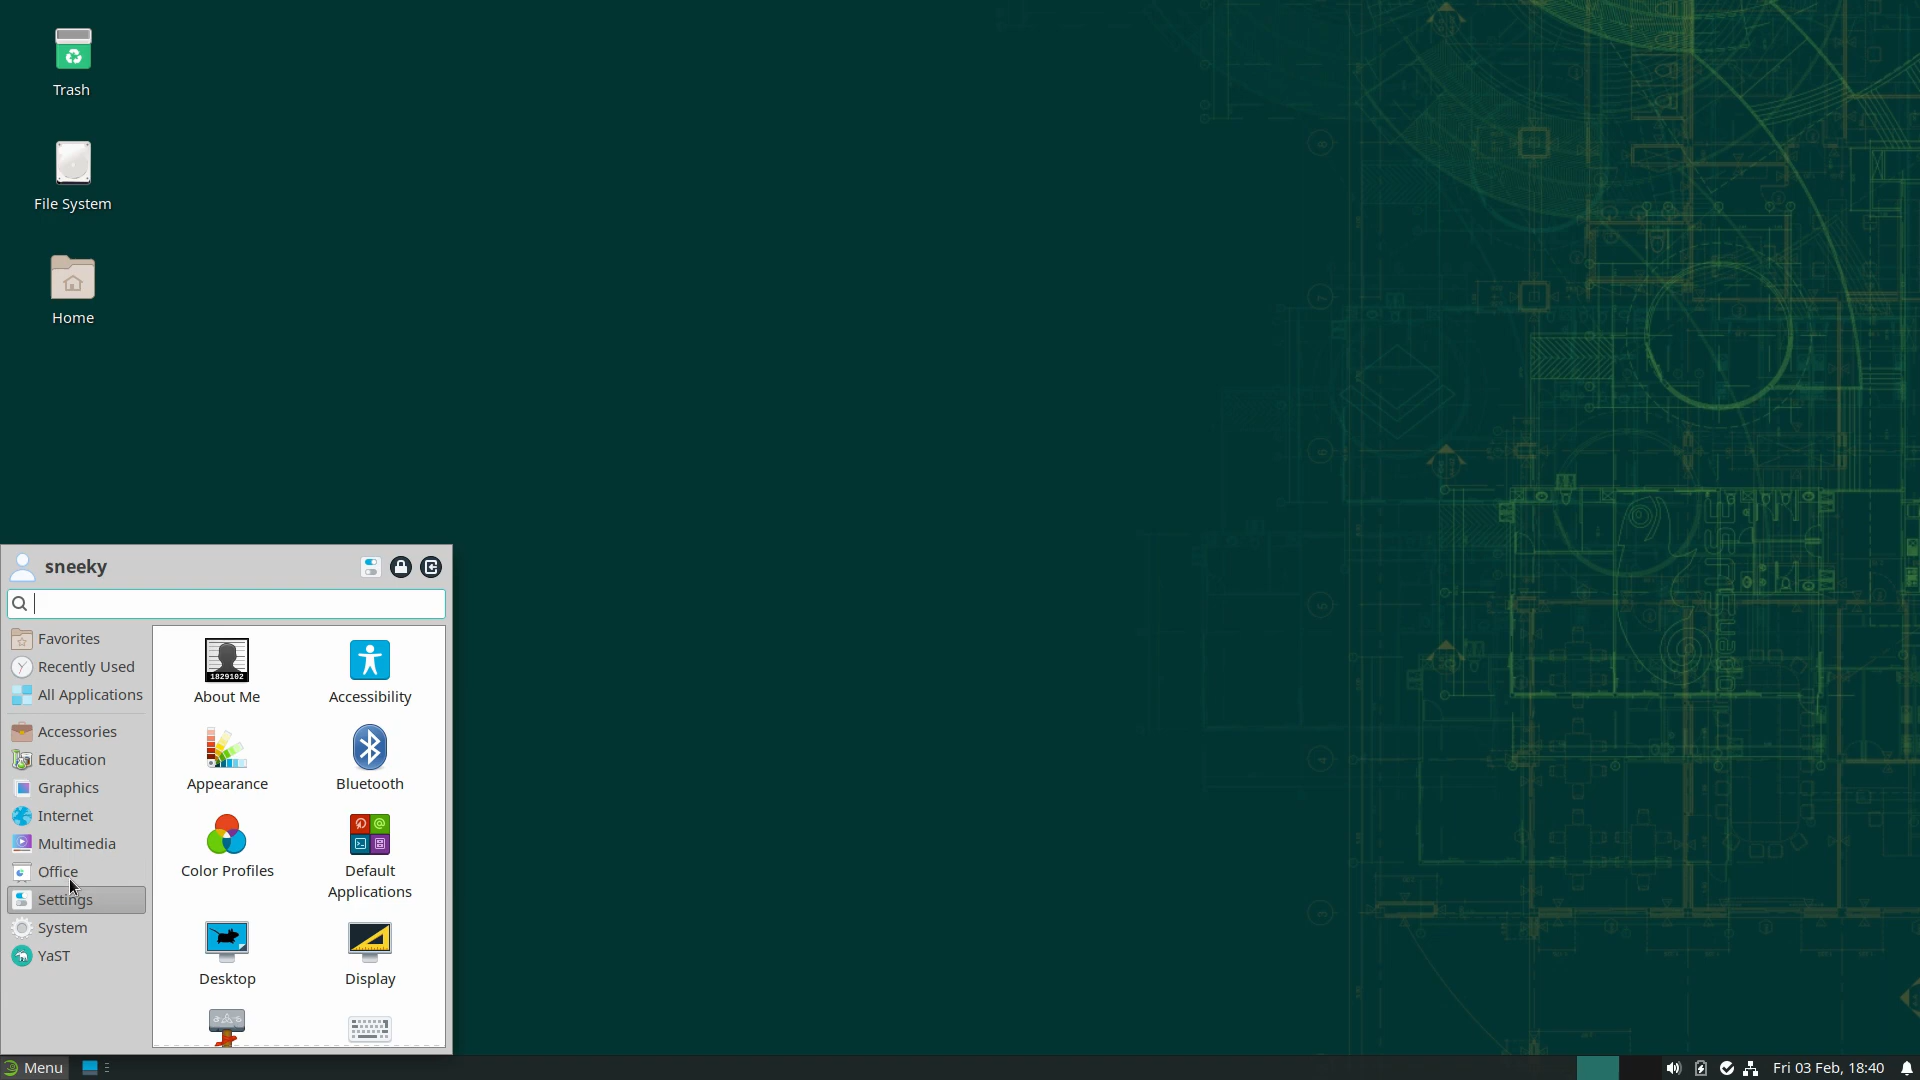 Trash
File System
Home
sneeky
Favorites
Recently Used
All Applications
Accessories
Education
Graphics
Internet
Multimedia
Office
Settings
System
YaST
1829102
About Me
Accessibility
Appearance
Bluetooth
Color Profiles
Default
Applications
Desktop
Display
Menu
Fri 03 Feb, 18:40